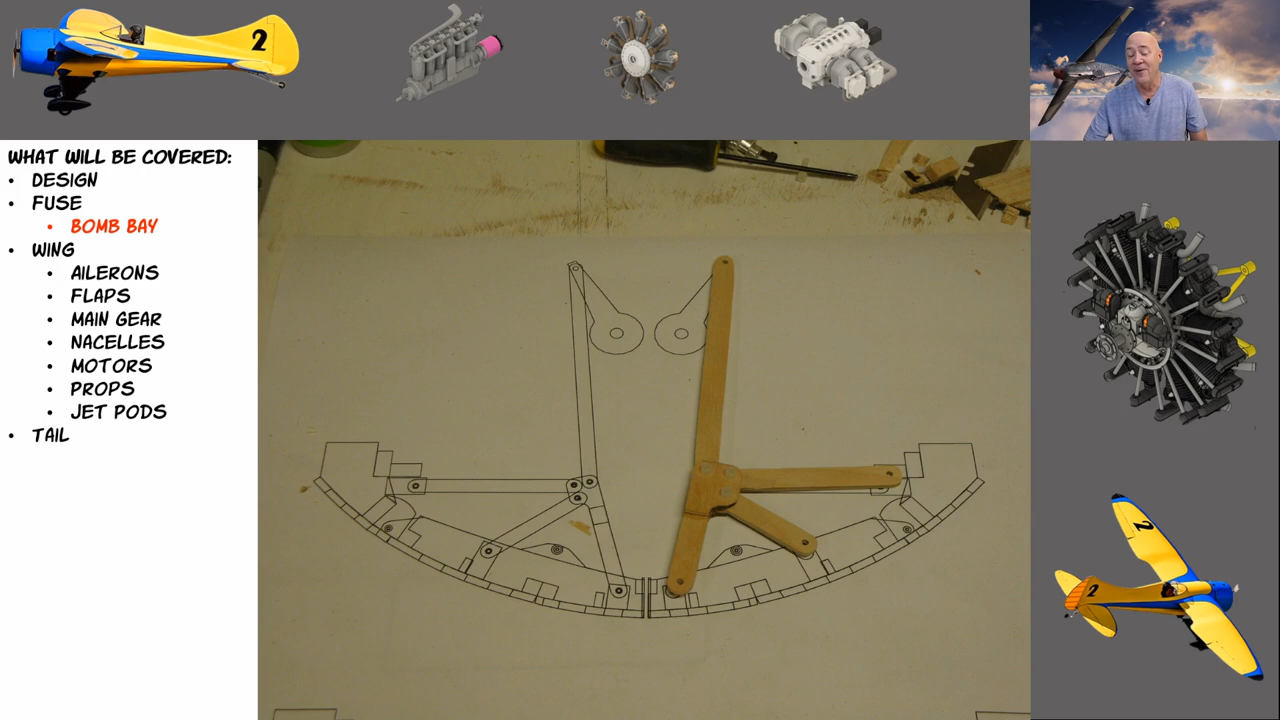 2
WHAT WILL BE COVERED:
• DESIGN
• FUSE
• BOMB BAY
• WING
• AILERONS
• FLAPS
• MAIN GEAR
• NACELLES
• MOTORS
• PROPS
• JET PODS
• TAIL
2
2